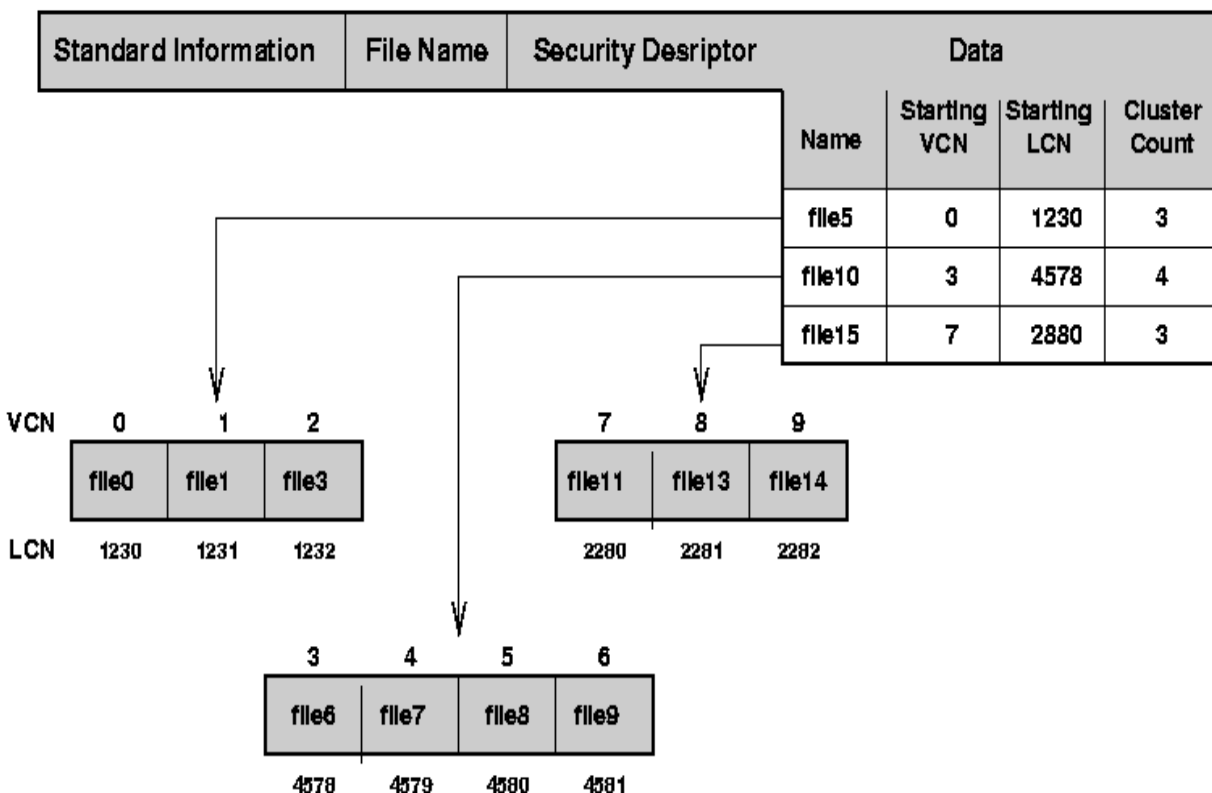 Standard Information File Name Security Desriptor Data
Name Starting VCN Starting LCN Cluster Count
file5 0 1230 3
file10 3 4578 4
file15 7 2880 3
VCN 0 1 2 7 8 9
file0 file1 file3 file11 file13 file14
LCN 1230 1231 1232 2280 2281 2282
3 4 5 6
file6 file7 file8 file9
4578 4579 4580 4581